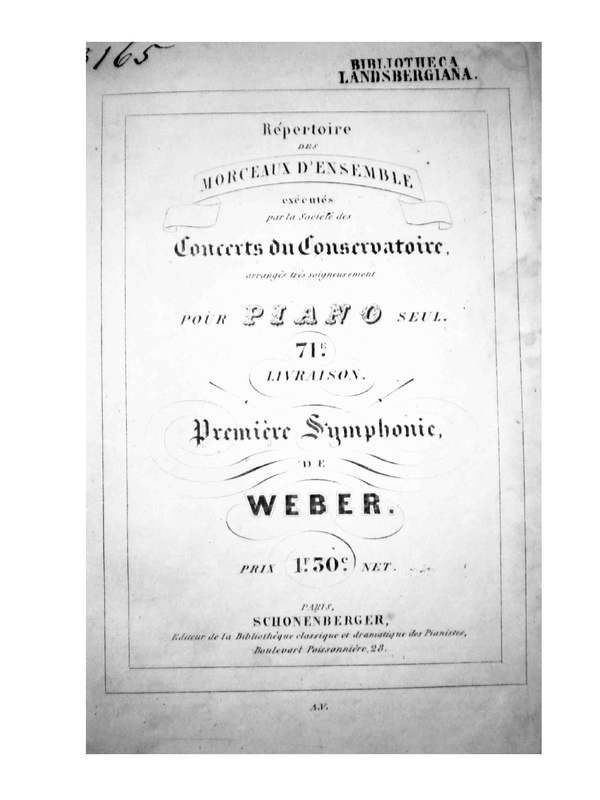 3165
BIBLIOTHECA
LANDSBERGIANA.
Répertoire
DES
MORCEAUX D'ENSEMBLE
exécutés
par la Société des
Concerts du Conservatoire,
arrangés très soigneusement
POUR PIANO SEUL.
71E.
LIVRAISON.
Première Symphonie,
DE
WEBER.
PRIX 1F. 50C. NET.
PARIS,
SCHONENBERGER,
Editeur de la Bibliothèque classique et dramatique des Pianistes,
Boulevart Poissonnière, 28.
A.V.